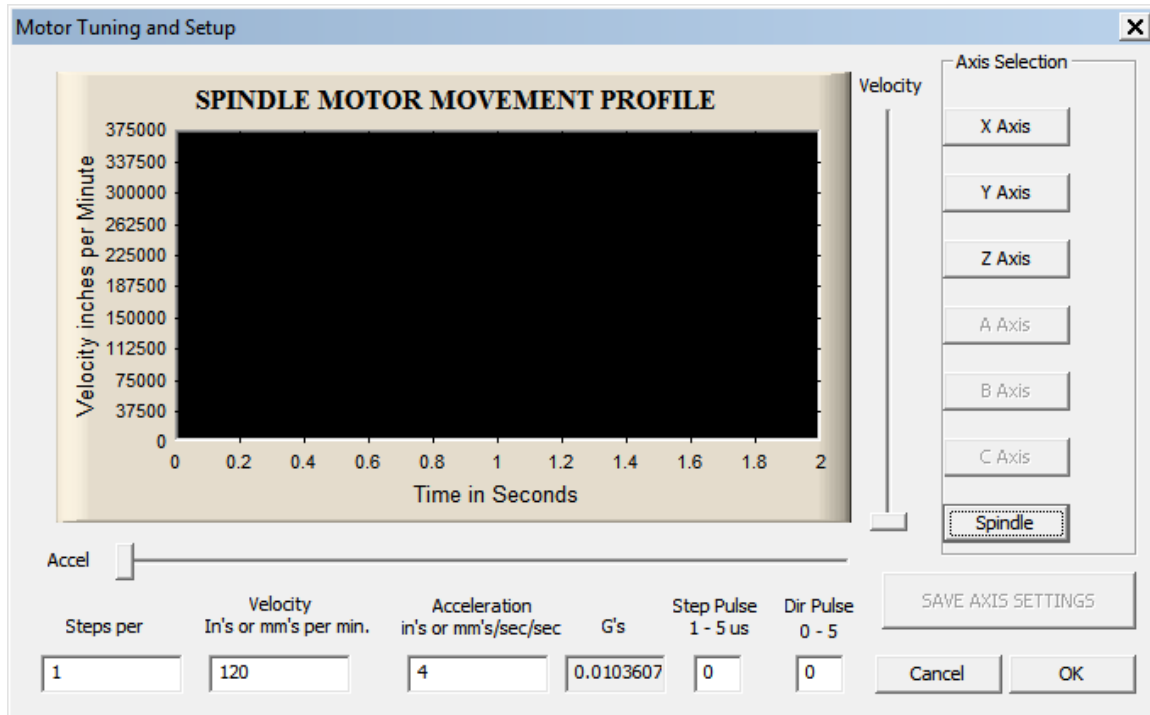 Motor Tuning and Setup
SPINDLE MOTOR MOVEMENT PROFILE
Velocity inches per Minute
375000
337500
300000
262500
225000
187500
150000
112500
75000
37500
0
0 0.2 0.4 0.6 0.8 1 1.2 1.4 1.6 1.8 2
Time in Seconds
Velocity
Axis Selection
X Axis
Y Axis
Z Axis
A Axis
B Axis
C Axis
Spindle
Accel
SAVE AXIS SETTINGS
Steps per
Velocity
In's or mm's per min.
Acceleration
in's or mm's/sec/sec
G's
Step Pulse
1 - 5 us
Dir Pulse
0 - 5
1
120
4
0.0103607
0
0
Cancel
OK